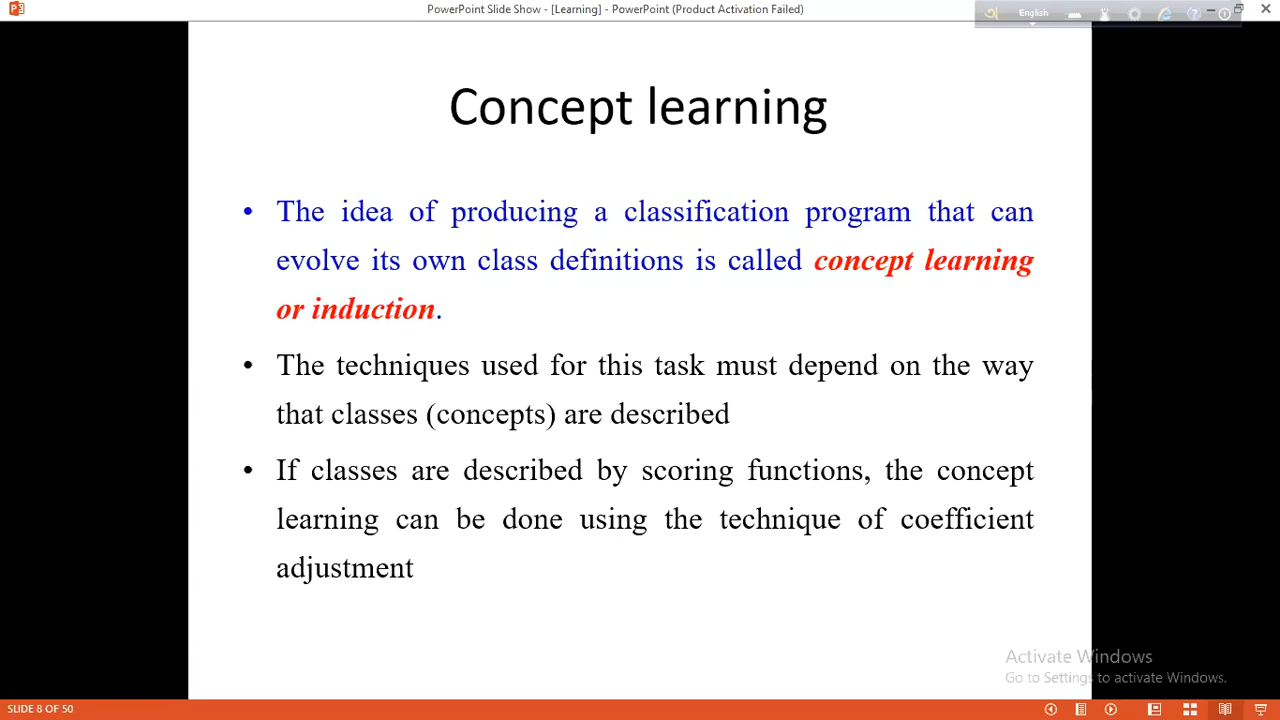 PowerPoint Slide Show - [Learning] - PowerPoint (Product Activation Failed)
English
Concept learning
• The idea of producing a classification program that can
evolve its own class definitions is called concept learning
or induction.
• The techniques used for this task must depend on the way
that classes (concepts) are described
• If classes are described by scoring functions, the concept
learning can be done using the technique of coefficient
adjustment
Activate Windows
Go to Settings to activate Windows.
SLIDE 8 OF 50